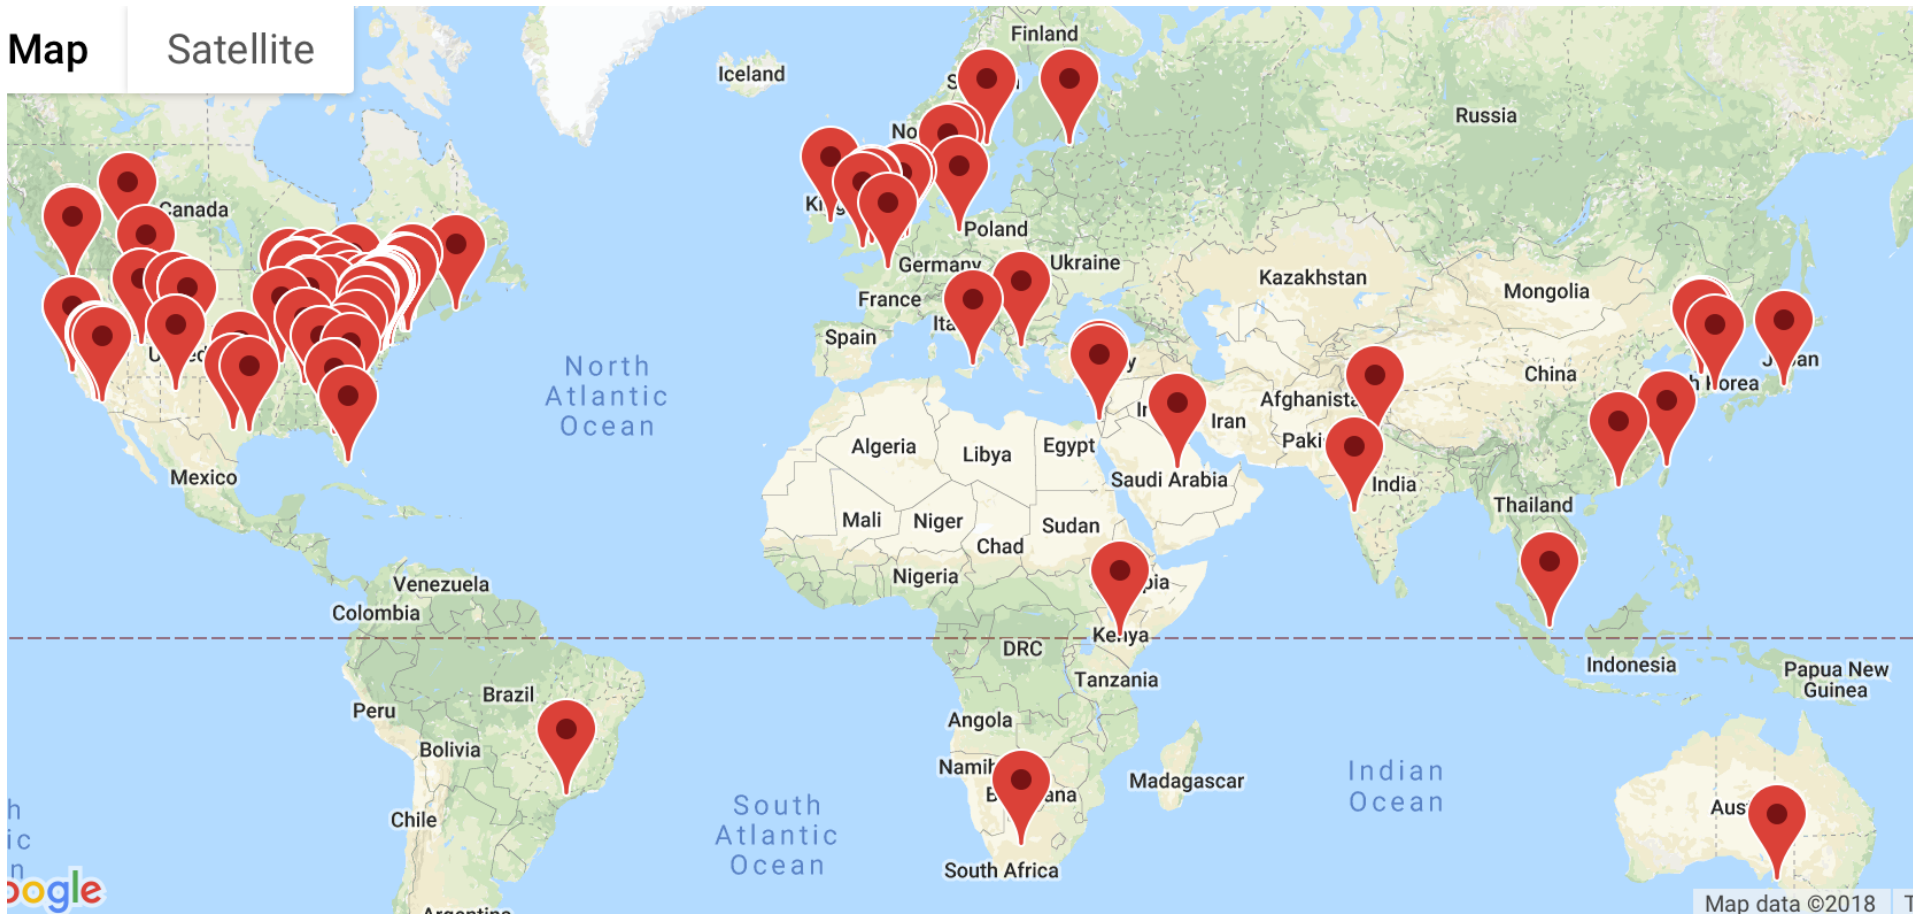 Map
Satellite
Finland
Iceland
Russia
No
Canada
Poland
Germany
Ukraine
Kazakhstan
Mongolia
France
Spain
North
Atlantic
Ocean
China
Iran
Algeria
Libya
Egypt
Saudi Arabia
India
Mexico
Thailand
Mali
Niger
Sudan
Chad
Nigeria
Venezuela
Colombia
Kenya
DRC
Indonesia
Tanzania
Papua New
Guinea
Brazil
Peru
Angola
Bolivia
Madagascar
Indian
Ocean
South
Atlantic
Ocean
Chile
South Africa
Map data ©2018